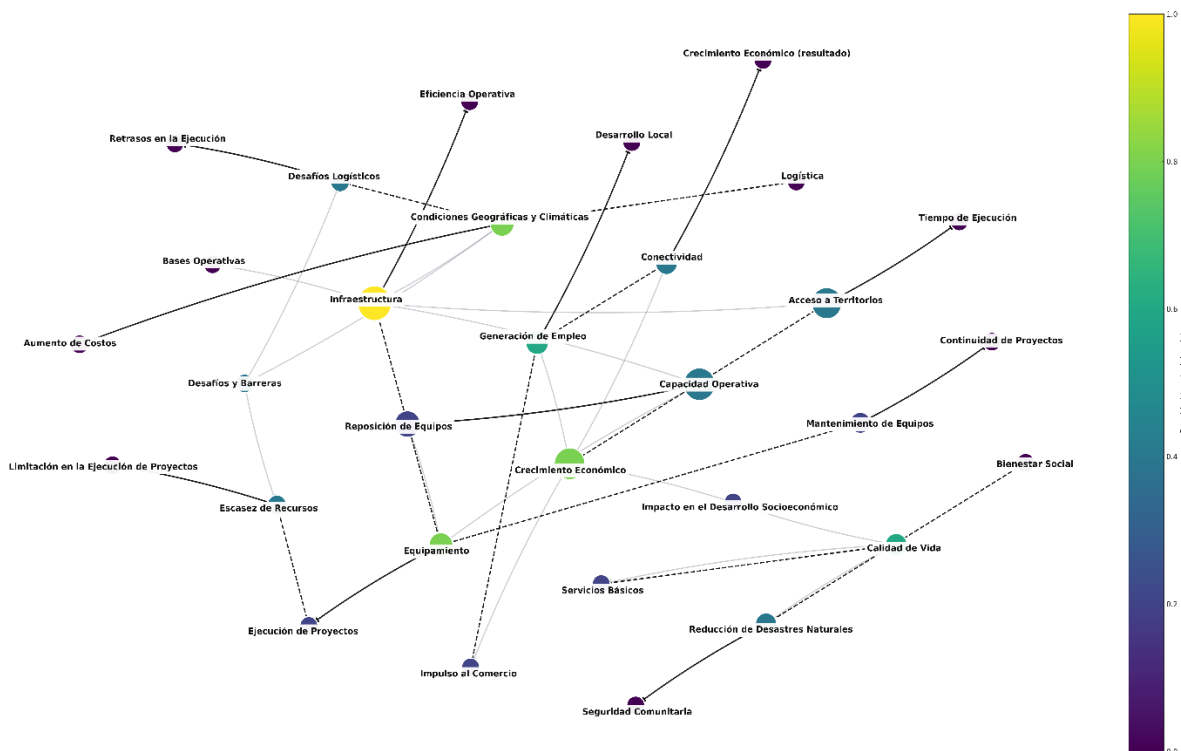 1.0
Crecimiento Económico (resultado)
Eficiencia Operativa
Desarrollo Local
Retrasos en la Ejecución
0.8
Desafíos Logísticos
Logística
Condiciones Geográficas y Climáticas
Tiempo de Ejecución
Bases Operativas
Conectividad
Infraestructura
Acceso a Territorios
0.6
Generación de Empleo
Aumento de Costos
Continuidad de Proyectos
Desafíos y Barreras
Capacidad Operativa
Reposición de Equipos
Mantenimiento de Equipos
0.4
Limitación en la Ejecución de Proyectos
Crecimiento Económico
Bienestar Social
Escasez de Recursos
Impacto en el Desarrollo Socioeconómico
Equipamiento
Calidad de Vida
Servicios Básicos
0.2
Ejecución de Proyectos
Reducción de Desastres Naturales
Impulso al Comercio
Seguridad Comunitaria
0.0